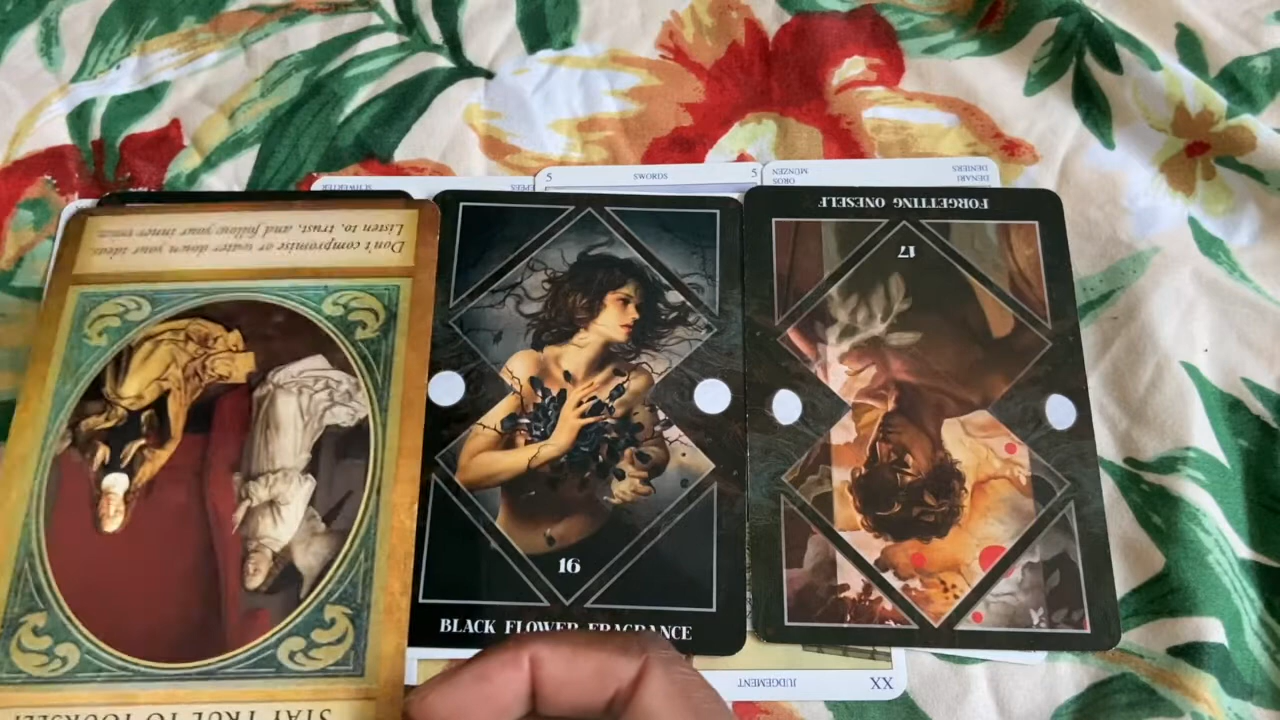 SCHWERTER
5 SWORDS 5
OROS MÜNZEN
DENARI DENIERS
Don't compromise or water down your ideas.
Listen to, trust, and follow your inner
STAY TRUE TO YOURSELF
16
BLACK FLOWER FRAGRANCE
FORGETTING ONESELF
17
JUDGEMENT XX